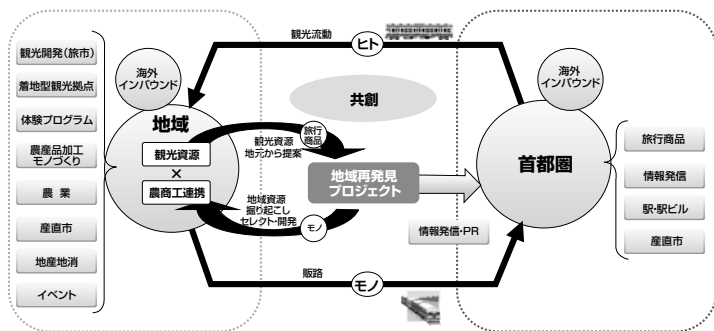 観光開発(旅市)
着地型観光拠点
体験プログラム
農産品加工
モノづくり
農 業
産直市
地産地消
イベント
海外
インバウンド
地域
観光資源
×
農商工連携
観光流動
ヒト
共創
旅行
商品
観光資源
地元から提案
地域再発見
プロジェクト
地域資源
掘り起こし
セレクト・開発
モノ
情報発信・PR
販路
モノ
海外
インバウンド
首都圏
旅行商品
情報発信
駅・駅ビル
産直市